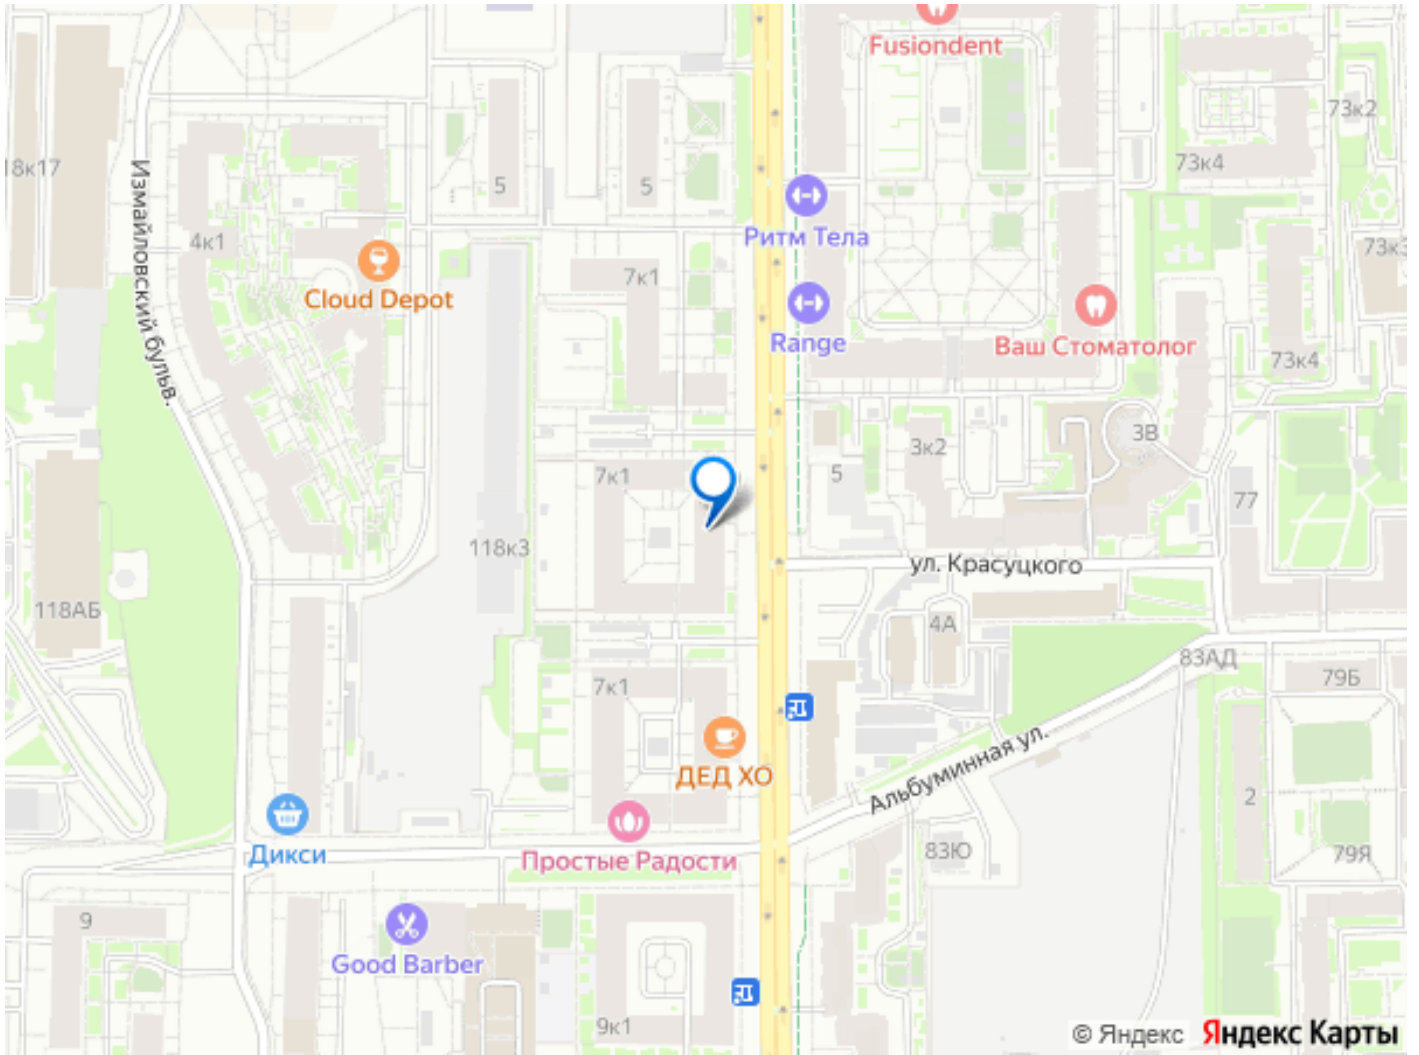 Fusiondent
73к2
18к17
73к4
Измайловский бульв.
5
5
Ритм Тела
4к1
73к3
7к1
Cloud Depot
Range
Ваш Стоматолог
73к4
3В
3к2
7к1
5
77
118к3
ул. Красуцкого
118АБ
4А
83АД
79Б
7к1
ДЕД ХО
Альбуминная ул.
2
Дикси
Простые Радости
83Ю
79Я
9
Good Barber
9к1
© Яндекс Яндекс Карты